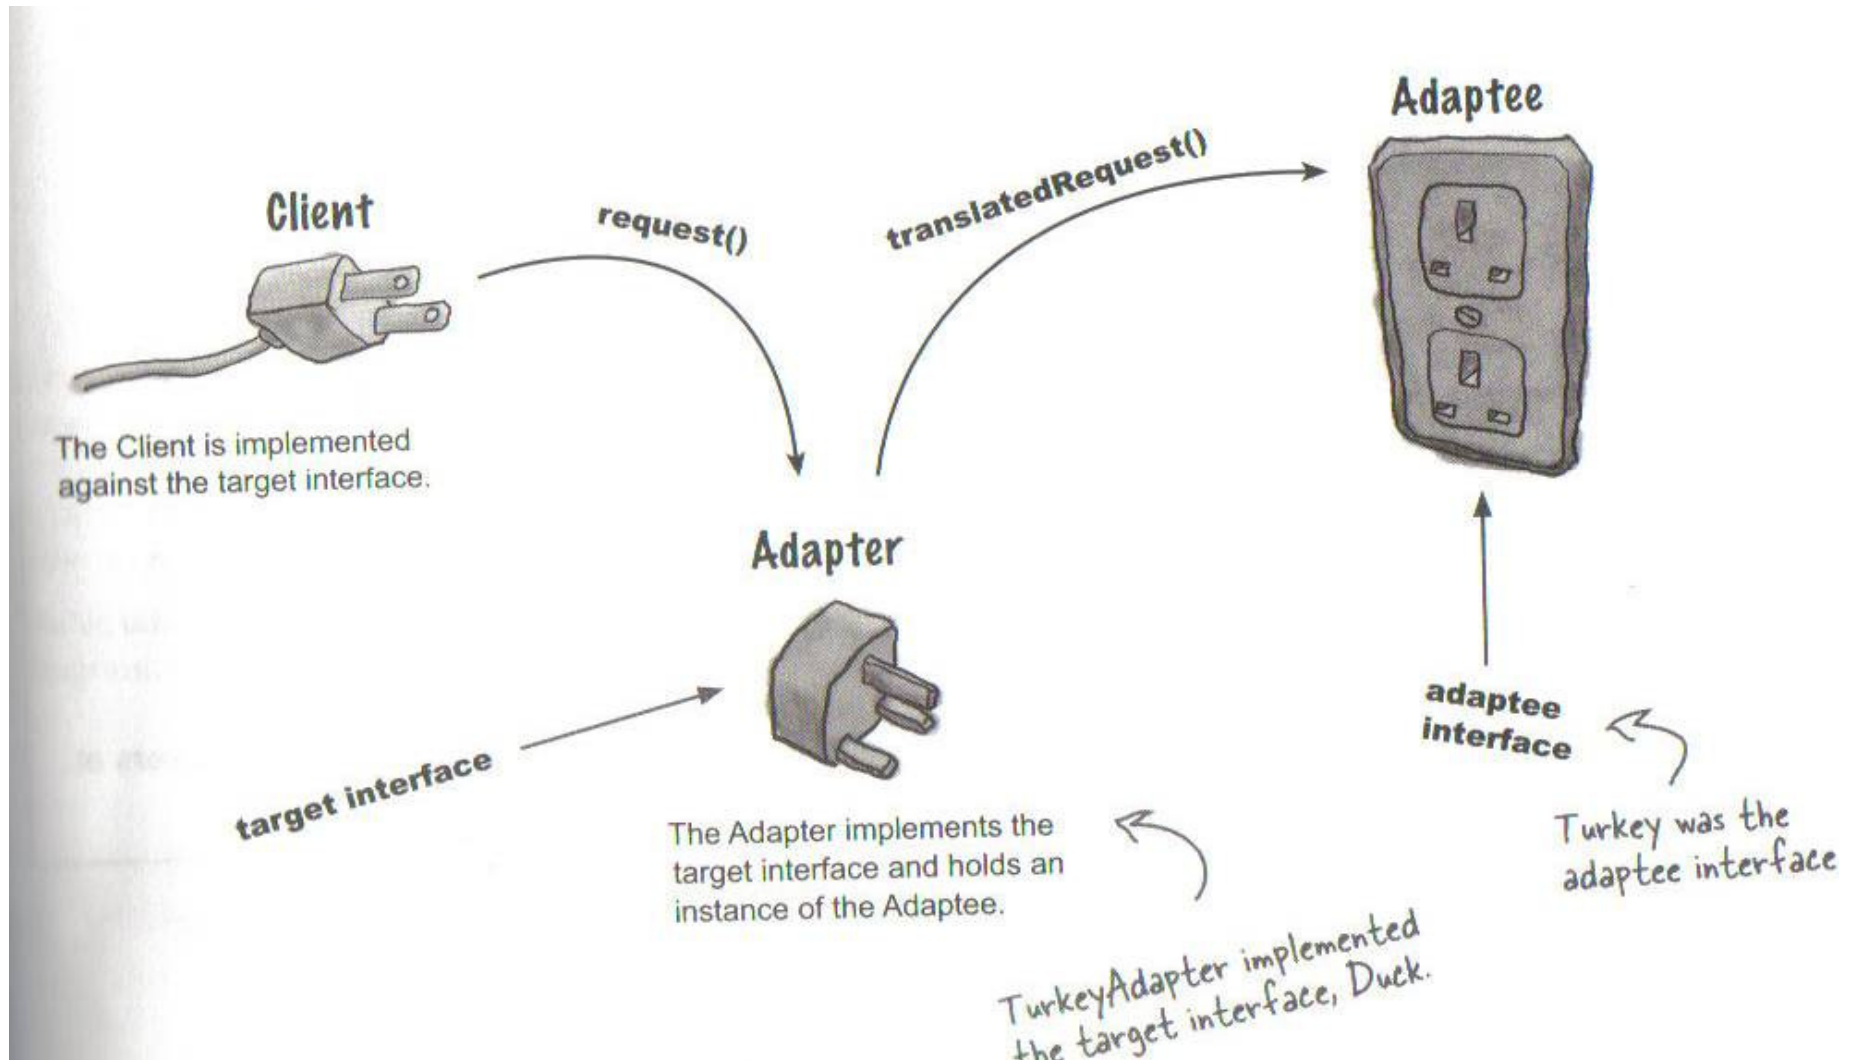 Adaptee
Client
request()
translatedRequest()
The Client is implemented
against the target interface.
Adapter
target interface
adaptee
interface
The Adapter implements the
target interface and holds an
instance of the Adaptee.
Turkey was the
adaptee interface
TurkeyAdapter implemented
the target interface, Duck.